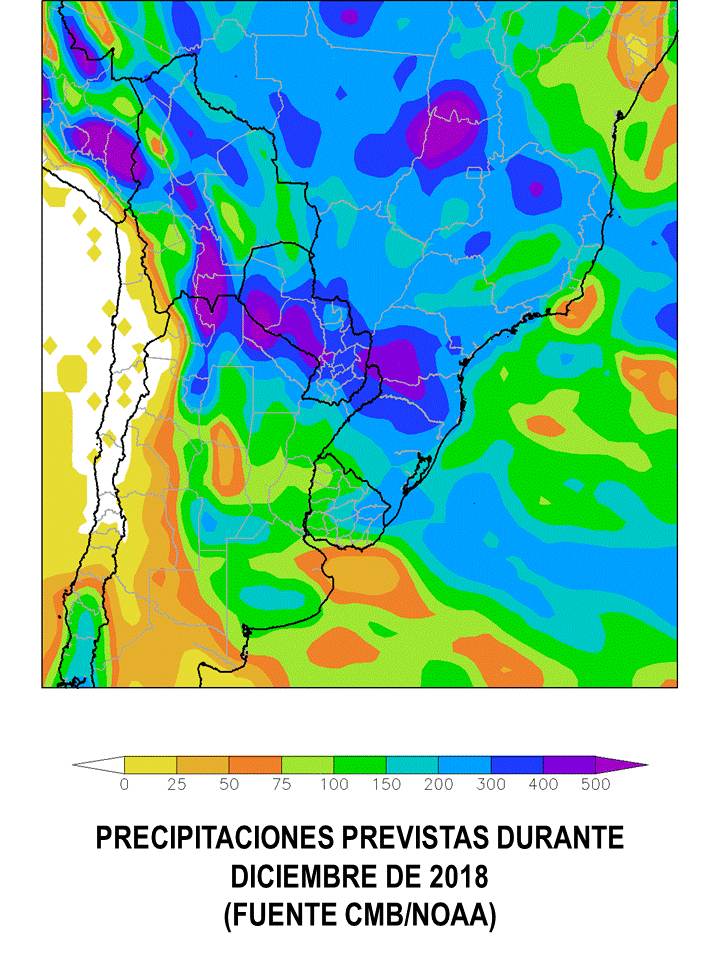 0 25 50 75 100 150 200 300 400 500
PRECIPITACIONES PREVISTAS DURANTE
DICIEMBRE DE 2018
(FUENTE CMB/NOAA)